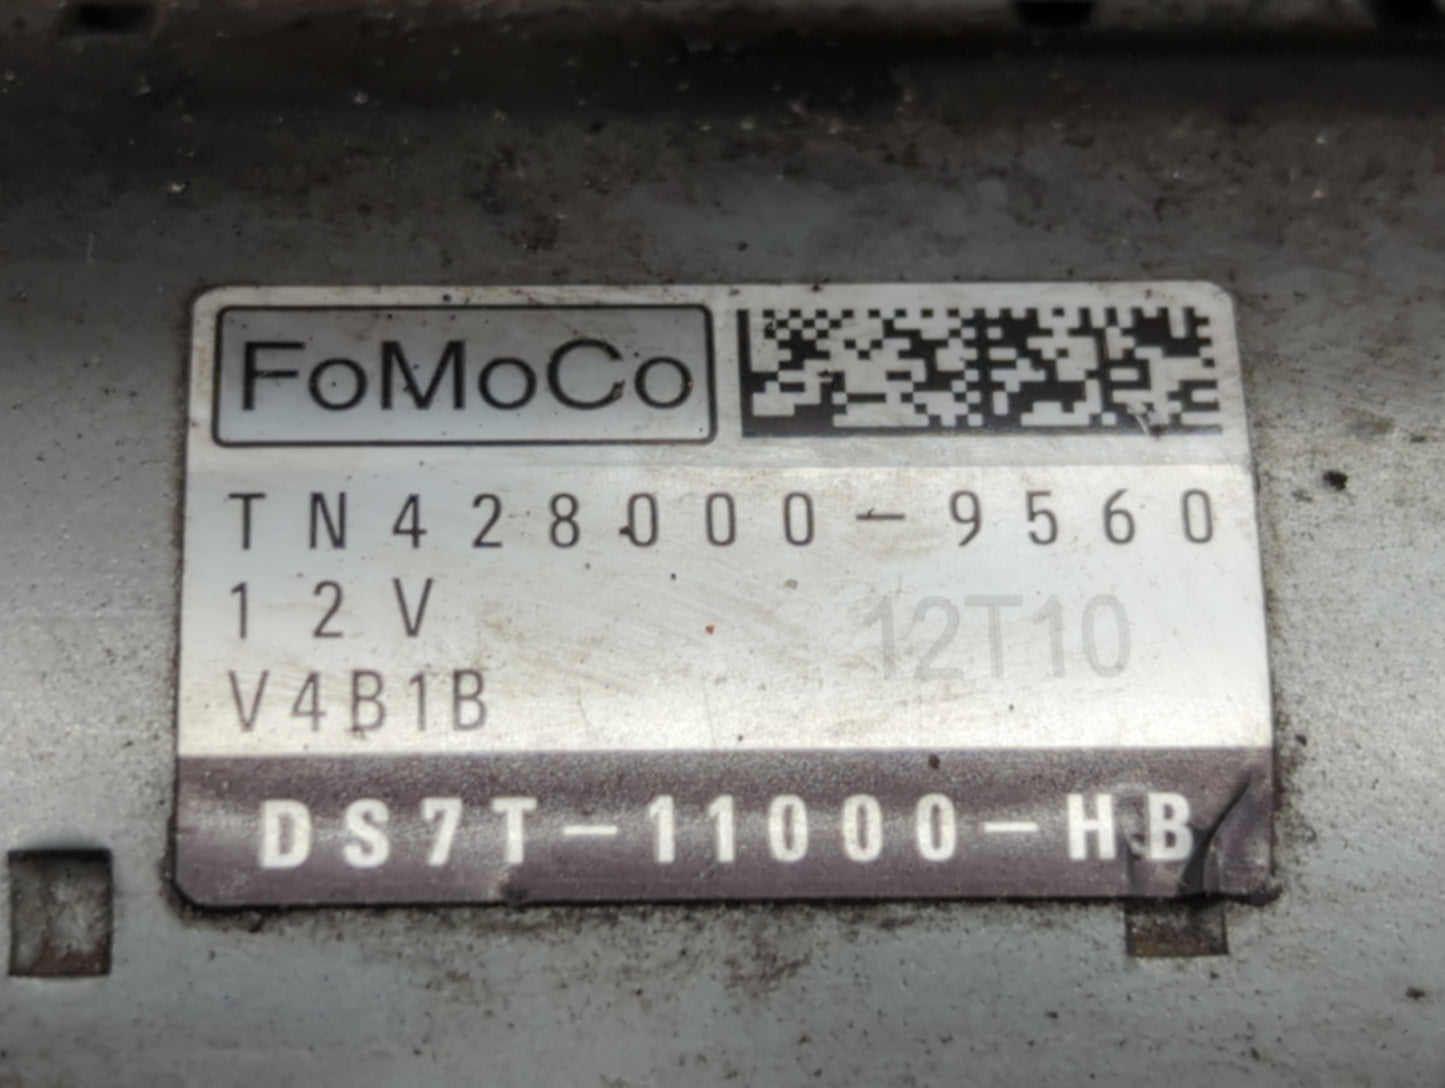 FoMoCo
TN428000-9560
12V
12T10
V4B1B
DS7T-11000-HB